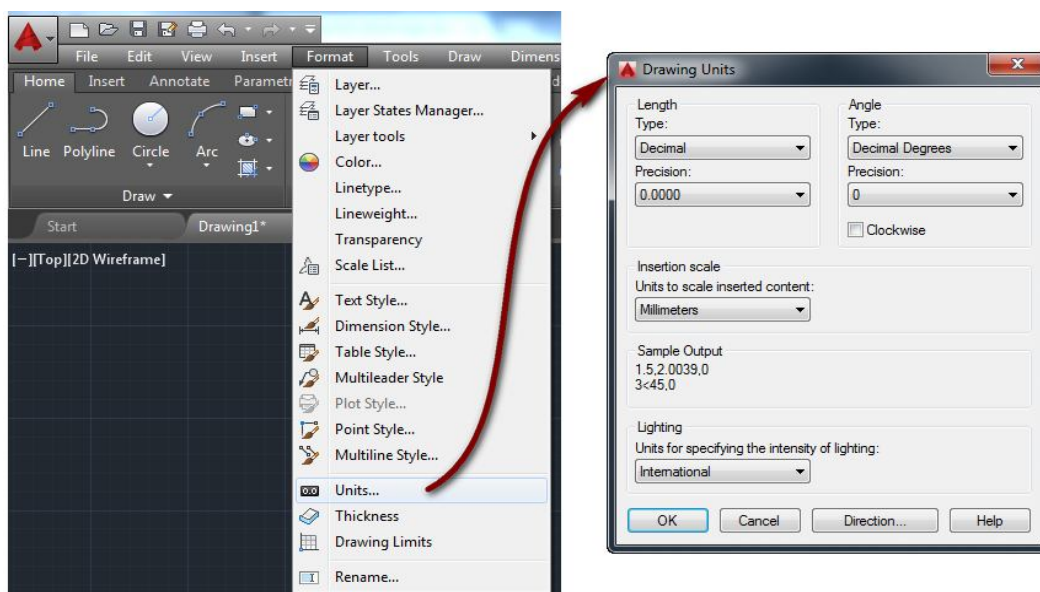 File Edit View Insert Format Tools Draw Dimens
Home Insert Annotate Parametr
Line Polyline Circle Arc
Draw
Start Drawing1*
[−][Top][2D Wireframe]
Layer...
Layer States Manager...
Layer tools
Color...
Linetype...
Lineweight...
Transparency
Scale List...
Text Style...
Dimension Style...
Table Style...
Multileader Style
Plot Style...
Point Style...
Multiline Style...
0.0 Units...
Thickness
Drawing Limits
Rename...
Drawing Units
Length
Type:
Decimal
Precision:
0.0000
Angle
Type:
Decimal Degrees
Precision:
0
Clockwise
Insertion scale
Units to scale inserted content:
Millimeters
Sample Output
1.5,2.0039,0
3<45,0
Lighting
Units for specifying the intensity of lighting:
International
OK Cancel Direction... Help